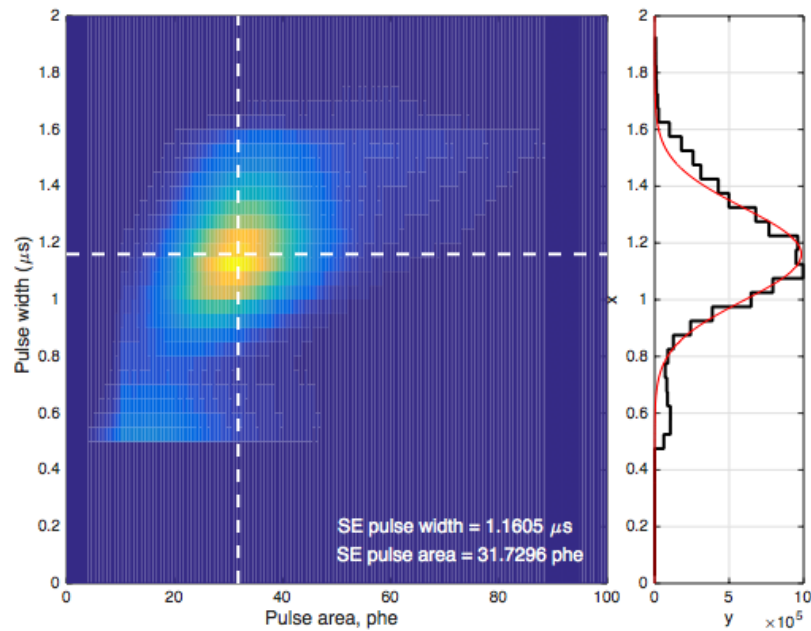 2
1.8
1.6
1.4
1.2
1
0.8
0.6
0.4
0.2
0
Pulse width (μs)
SE pulse width = 1.1605 μs
SE pulse area = 31.7296 phe
0 20 40 60 80 100
Pulse area, phe
2
1.8
1.6
1.4
1.2
1
0.8
0.6
0.4
0.2
0
x
0 5 10
y ×10⁵